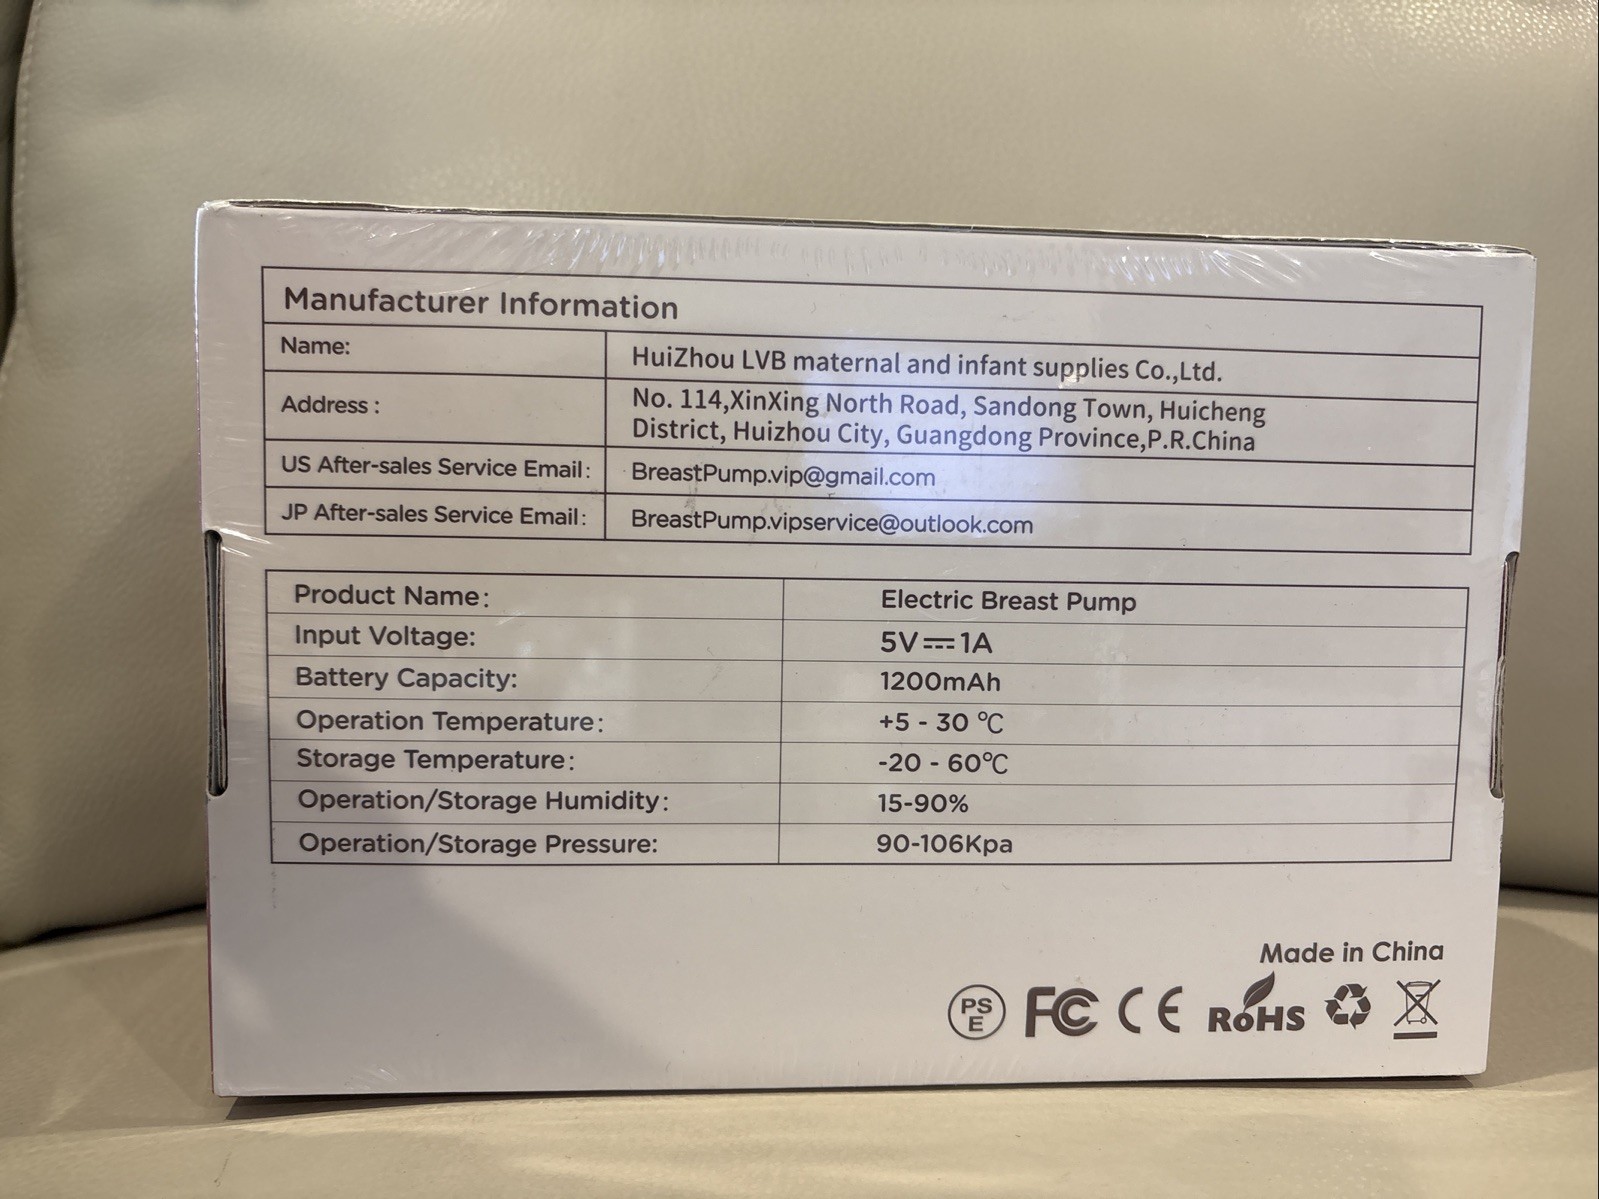 Manufacturer Information
Name:
HuiZhou LVB maternal and infant supplies Co.,Ltd.
Address :
No. 114,XinXing North Road, Sandong Town, Huicheng
District, Huizhou City, Guangdong Province,P.R.China
US After-sales Service Email:
BreastPump.vip@gmail.com
JP After-sales Service Email:
BreastPump.vipservice@outlook.com
Product Name:
Electric Breast Pump
Input Voltage:
5V⎓1A
Battery Capacity:
1200mAh
Operation Temperature:
+5 - 30 ℃
Storage Temperature:
-20 - 60℃
Operation/Storage Humidity:
15-90%
Operation/Storage Pressure:
90-106Kpa
Made in China
PS
E
FC CE RoHS